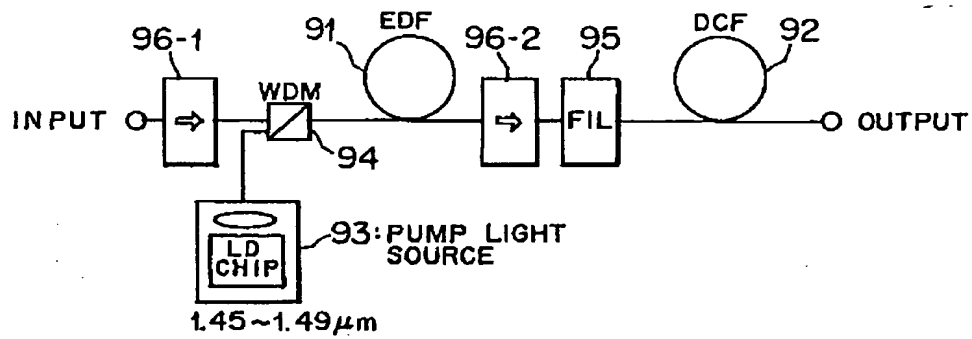 EDF
DCF
96-1
91
96-2
95
92
WDM
INPUT
⇨
⇨
FIL
OUTPUT
94
93: PUMP LIGHT
SOURCE
LD
CHIP
1.45~1.49μm